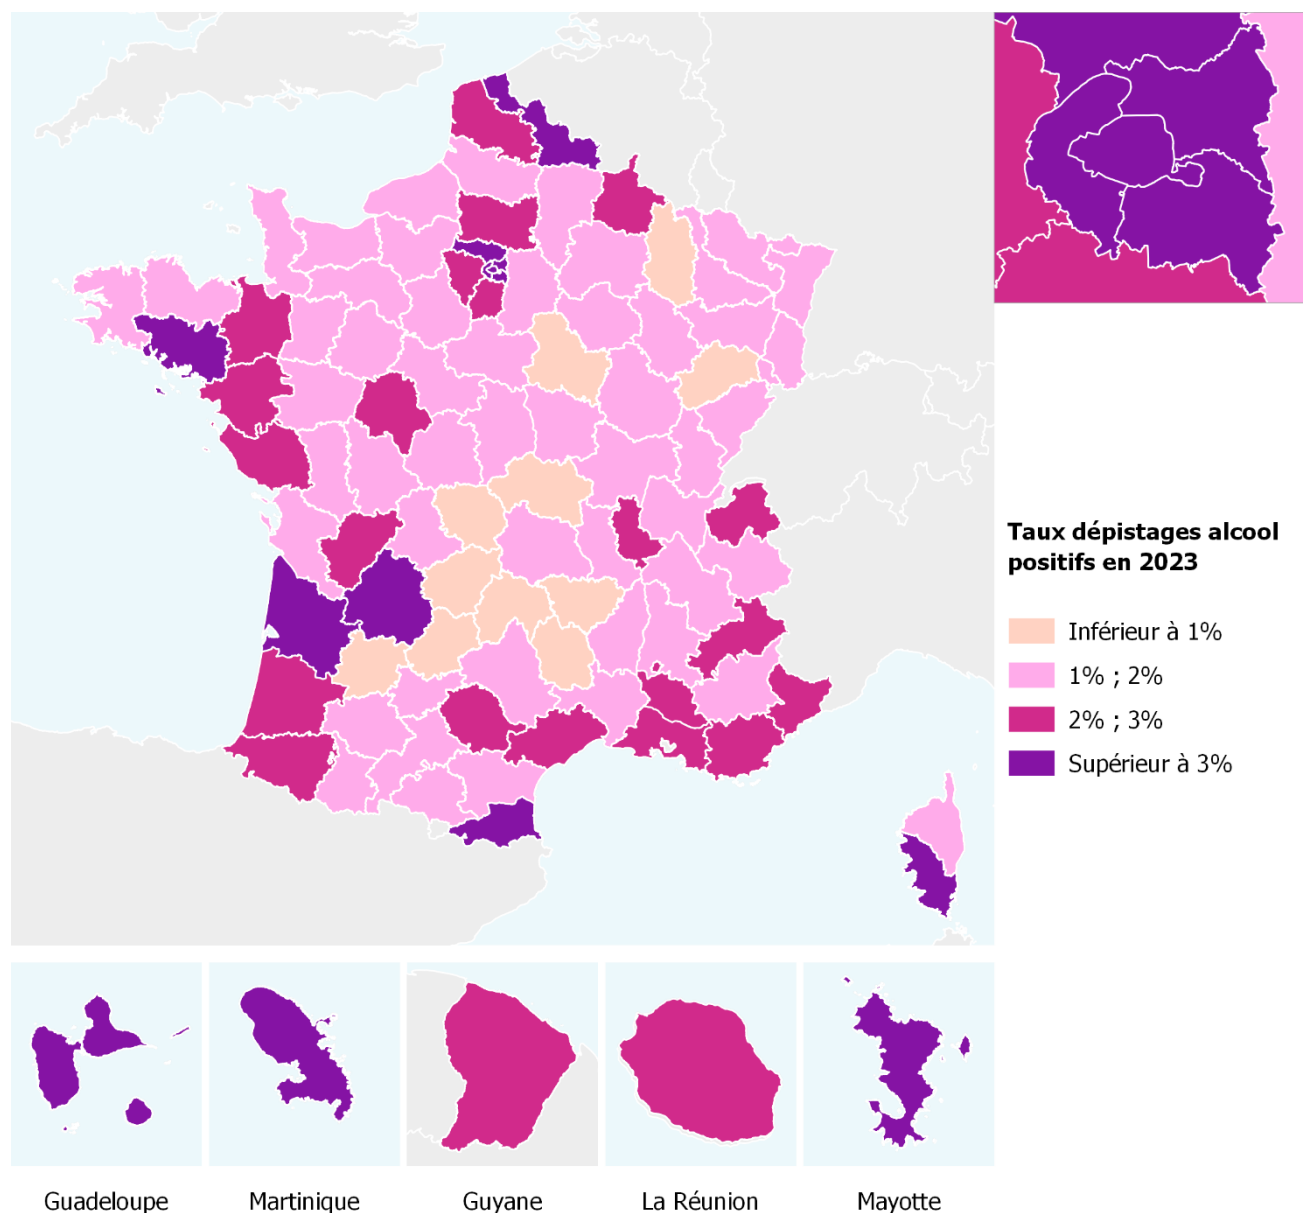 Taux dépistages alcool
positifs en 2023
Inférieur à 1%
1% ; 2%
2% ; 3%
Supérieur à 3%
Guadeloupe
Martinique
Guyane
La Réunion
Mayotte